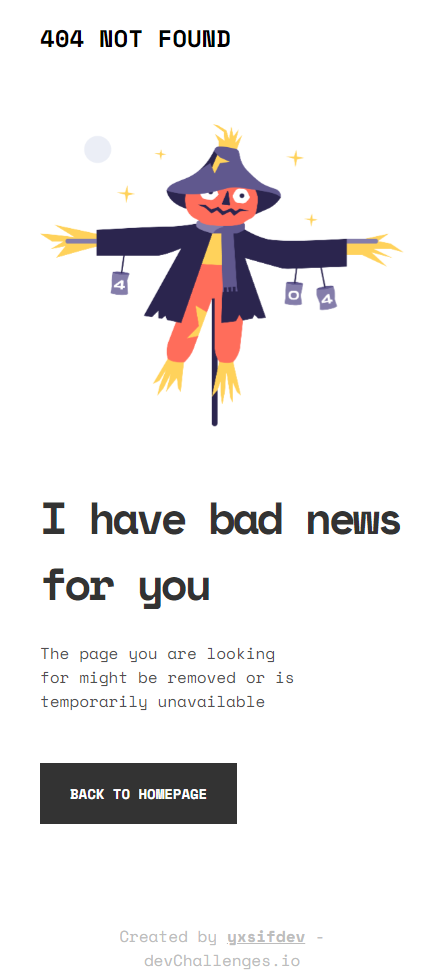 404 NOT FOUND
4
0
4
I have bad news
for you
The page you are looking
for might be removed or is
temporarily unavailable
BACK TO HOMEPAGE
Created by yxsifdev -
devChallenges.io